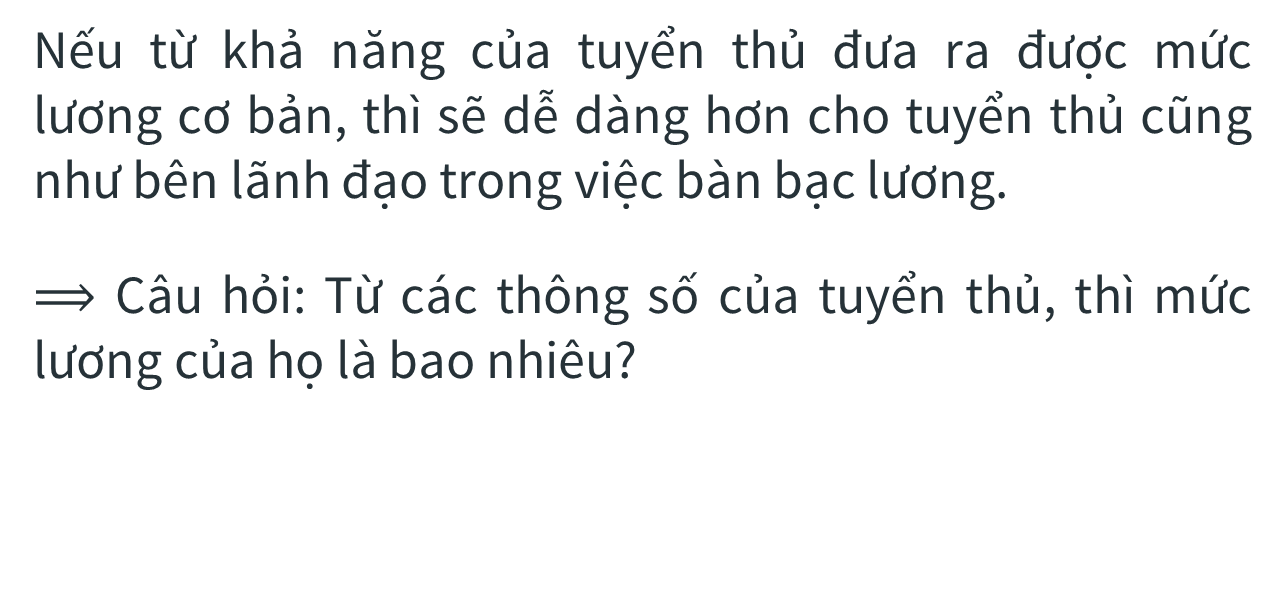 Nếu từ khả năng của tuyển thủ đưa ra được mức
lương cơ bản, thì sẽ dễ dàng hơn cho tuyển thủ cũng
như bên lãnh đạo trong việc bàn bạc lương.
⟹ Câu hỏi: Từ các thông số của tuyển thủ, thì mức
lương của họ là bao nhiêu?